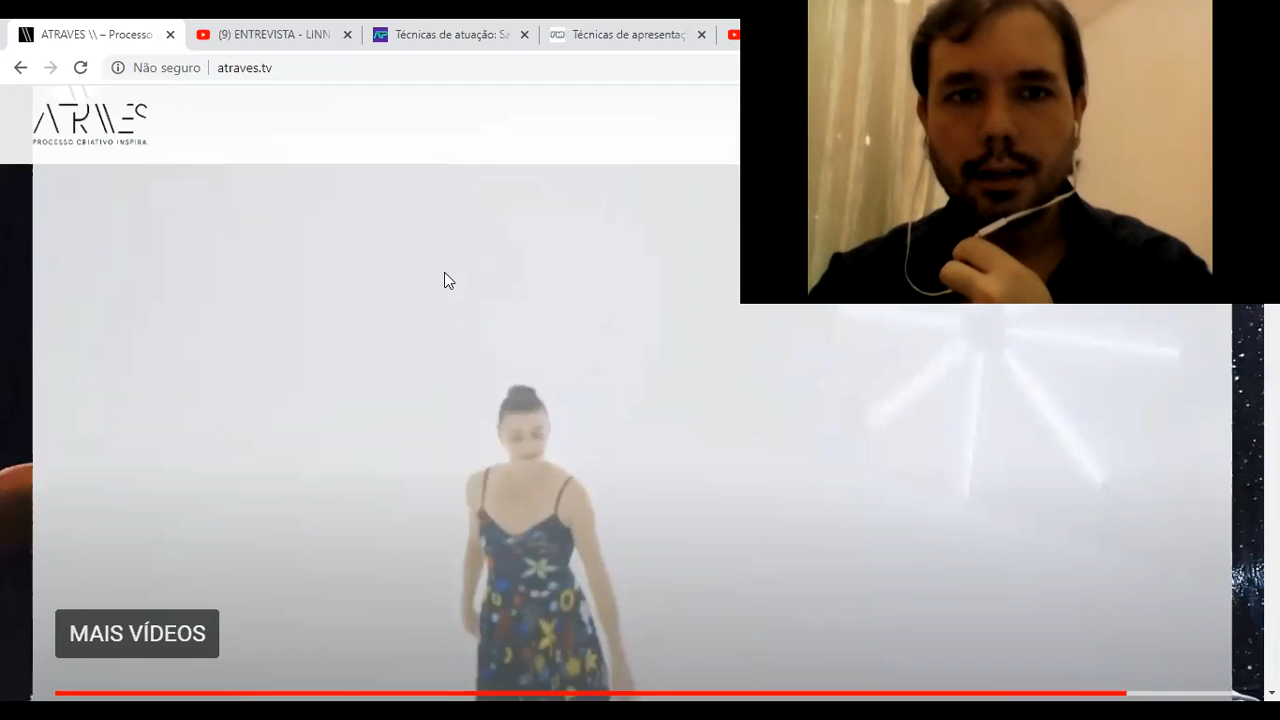 ATRAVES \\ – Processo
(9) ENTREVISTA - LINN
Técnicas de atuação: Sa
Técnicas de apresentaç
Não seguro
atraves.tv
ATRAVES
PROCESSO CRIATIVO INSPIRA.
MAIS VÍDEOS